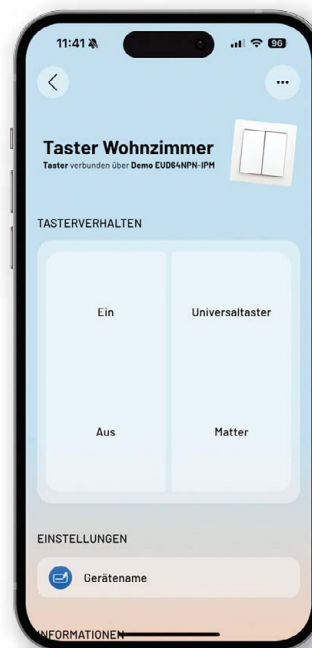 11:41
96
Taster Wohnzimmer
Taster verbunden über Demo EUD64NPN-IPM
TASTERVERHALTEN
Ein
Universaltaster
Aus
Matter
EINSTELLUNGEN
Gerätename
INFORMATIONEN